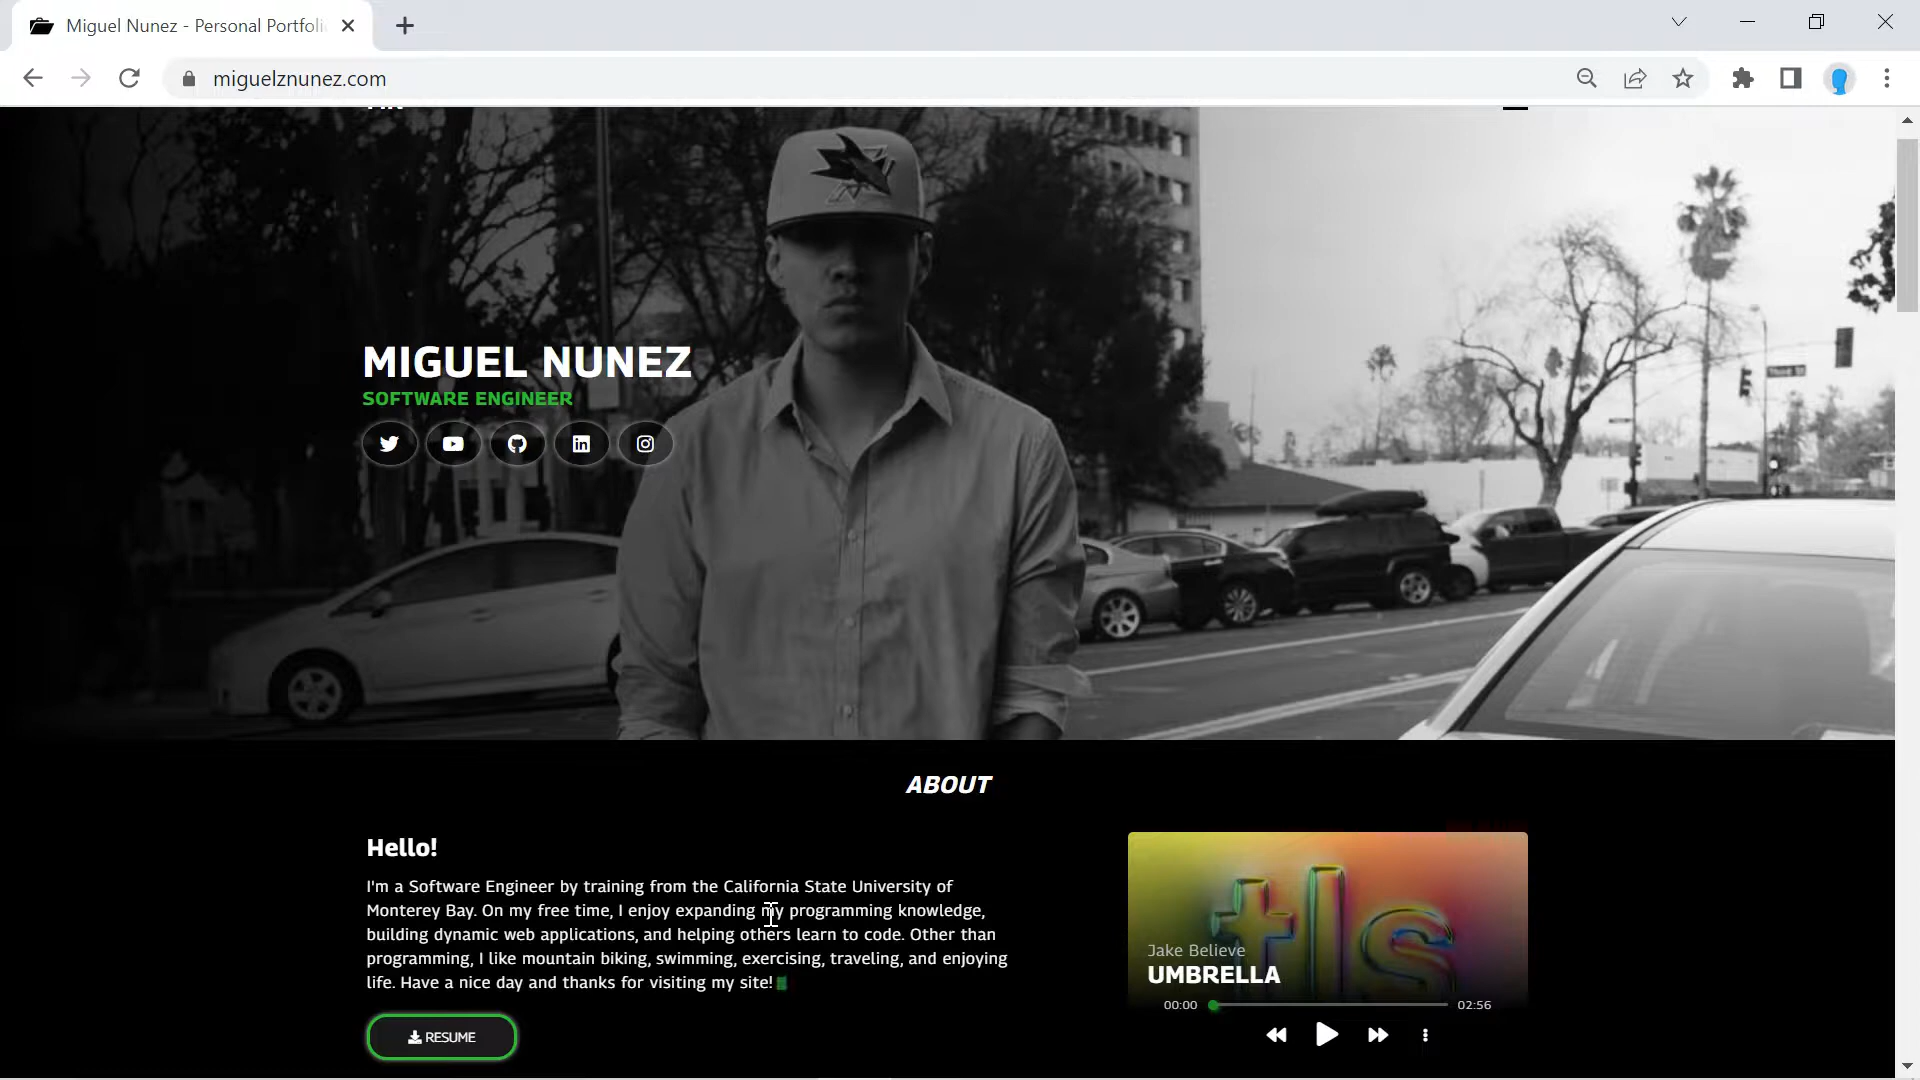 Miguel Nunez - Personal Portfoli
miguelznunez.com
MIGUEL NUNEZ
SOFTWARE ENGINEER
ABOUT
Hello!
I'm a Software Engineer by training from the California State University of
Monterey Bay. On my free time, I enjoy expanding my programming knowledge,
building dynamic web applications, and helping others learn to code. Other than
programming, I like mountain biking, swimming, exercising, traveling, and enjoying
life. Have a nice day and thanks for visiting my site!
RESUME
tls
Jake Believe
UMBRELLA
00:00
02:56